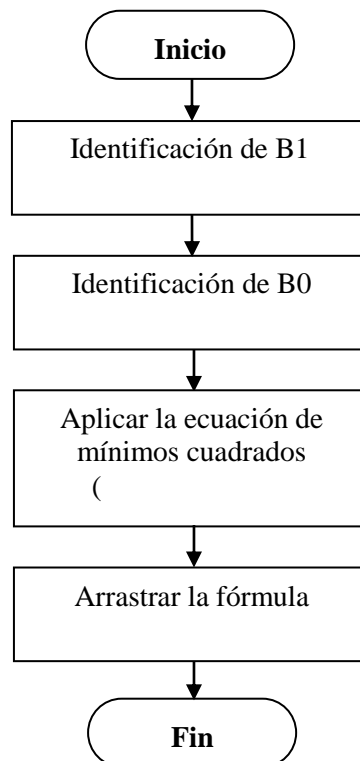 Inicio
Identificación de B1
Identificación de B0
Aplicar la ecuación de
mínimos cuadrados
(
Arrastrar la fórmula
Fin